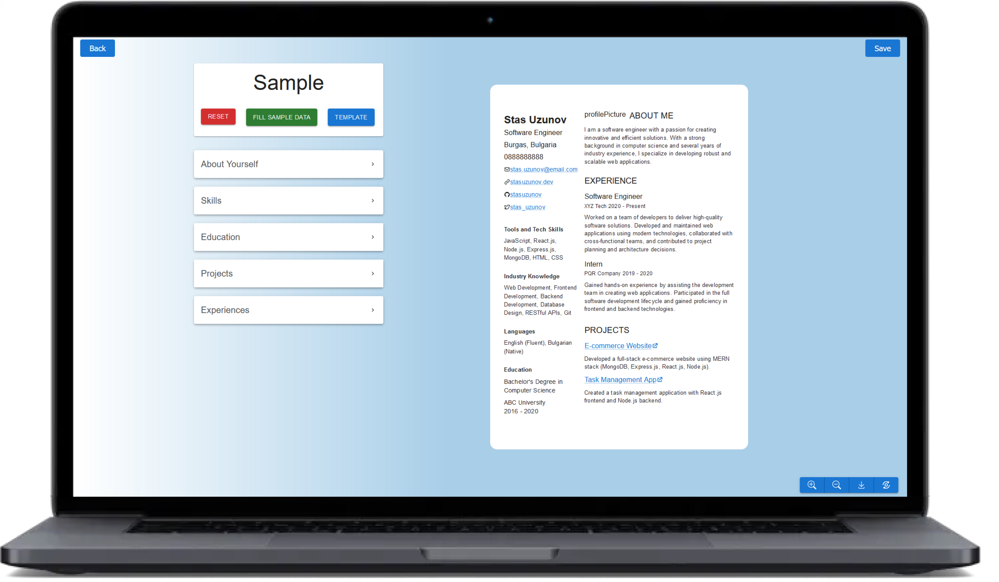 Back
Save
Sample
RESET
FILL SAMPLE DATA
TEMPLATE
About Yourself
Skills
Education
Projects
Experiences
Stas Uzunov
Software Engineer
Burgas, Bulgaria
0888888888
stas.uzunov@email.com
stasuzunov.dev
stasuzunov
stas_uzunov
Tools and Tech Skills
JavaScript, React.js,
Node.js, Express.js,
MongoDB, HTML, CSS
Industry Knowledge
Web Development, Frontend
Development, Backend
Development, Database
Design, RESTful APIs, Git
Languages
English (Fluent), Bulgarian
(Native)
Education
Bachelor's Degree in
Computer Science
ABC University
2016 - 2020
profilePicture ABOUT ME
I am a software engineer with a passion for creating
innovative and efficient solutions. With a strong
background in computer science and several years of
industry experience, I specialize in developing robust and
scalable web applications.
EXPERIENCE
Software Engineer
XYZ Tech 2020 - Present
Worked on a team of developers to deliver high-quality
software solutions. Developed and maintained web
applications using modern technologies, collaborated with
cross-functional teams, and contributed to project
planning and architecture decisions.
Intern
PQR Company 2019 - 2020
Gained hands-on experience by assisting the development
team in creating web applications. Participated in the full
software development lifecycle and gained proficiency in
frontend and backend technologies.
PROJECTS
E-commerce Website
Developed a full-stack e-commerce website using MERN
stack (MongoDB, Express.js, React.js, Node.js).
Task Management App
Created a task management application with React.js
frontend and Node.js backend.